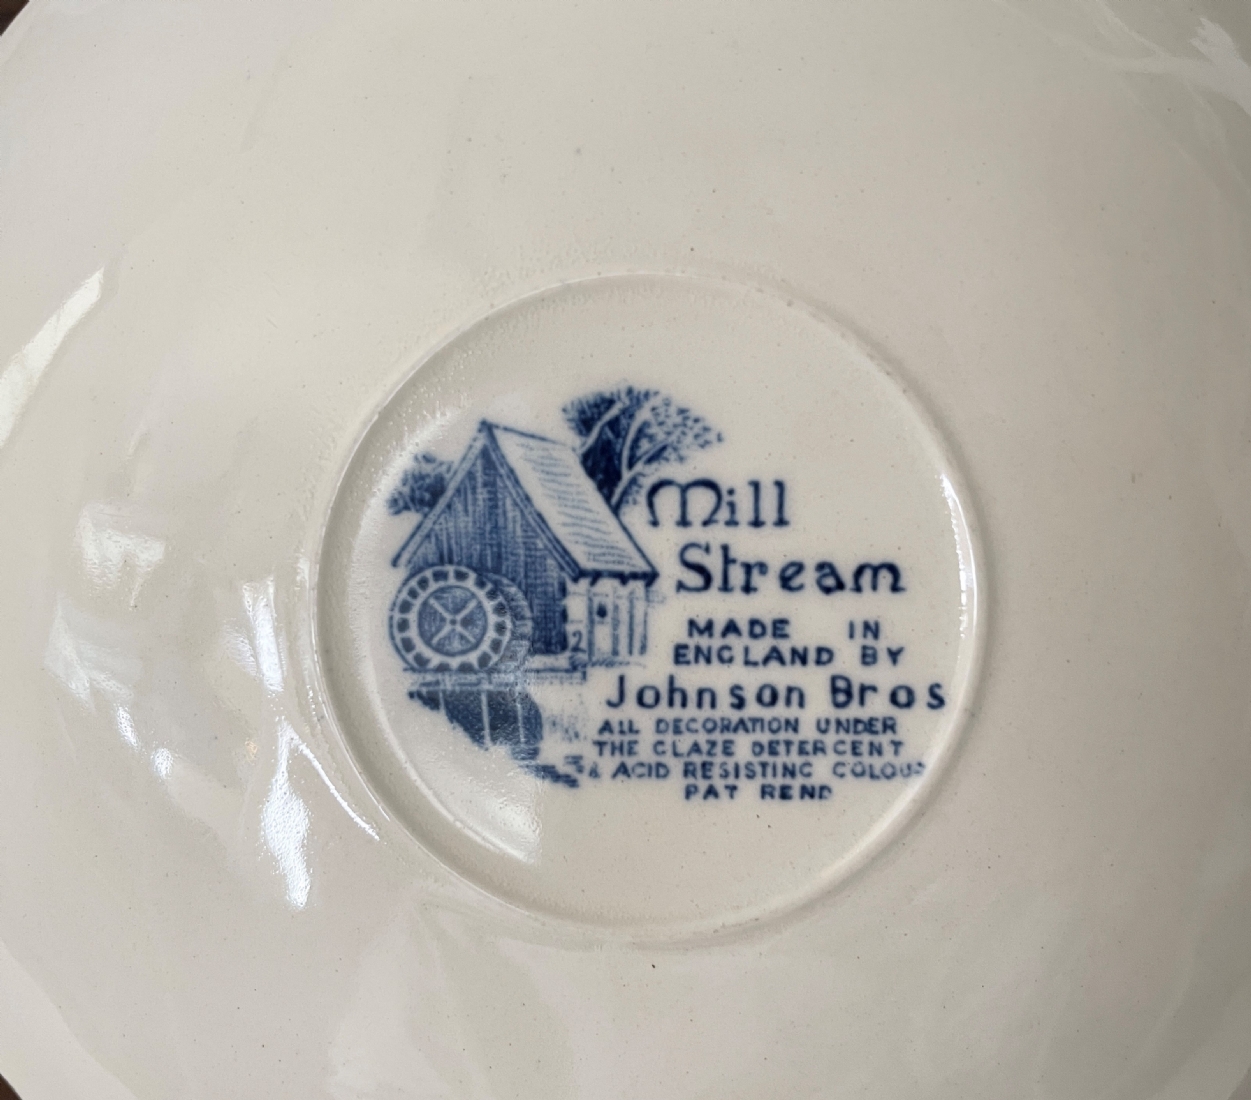 Mill
Stream
MADE IN
ENGLAND BY
Johnson Bros
ALL DECORATION UNDER
THE GLAZE DETERGENT
& ACID RESISTING COLOUR
PAT REND
2